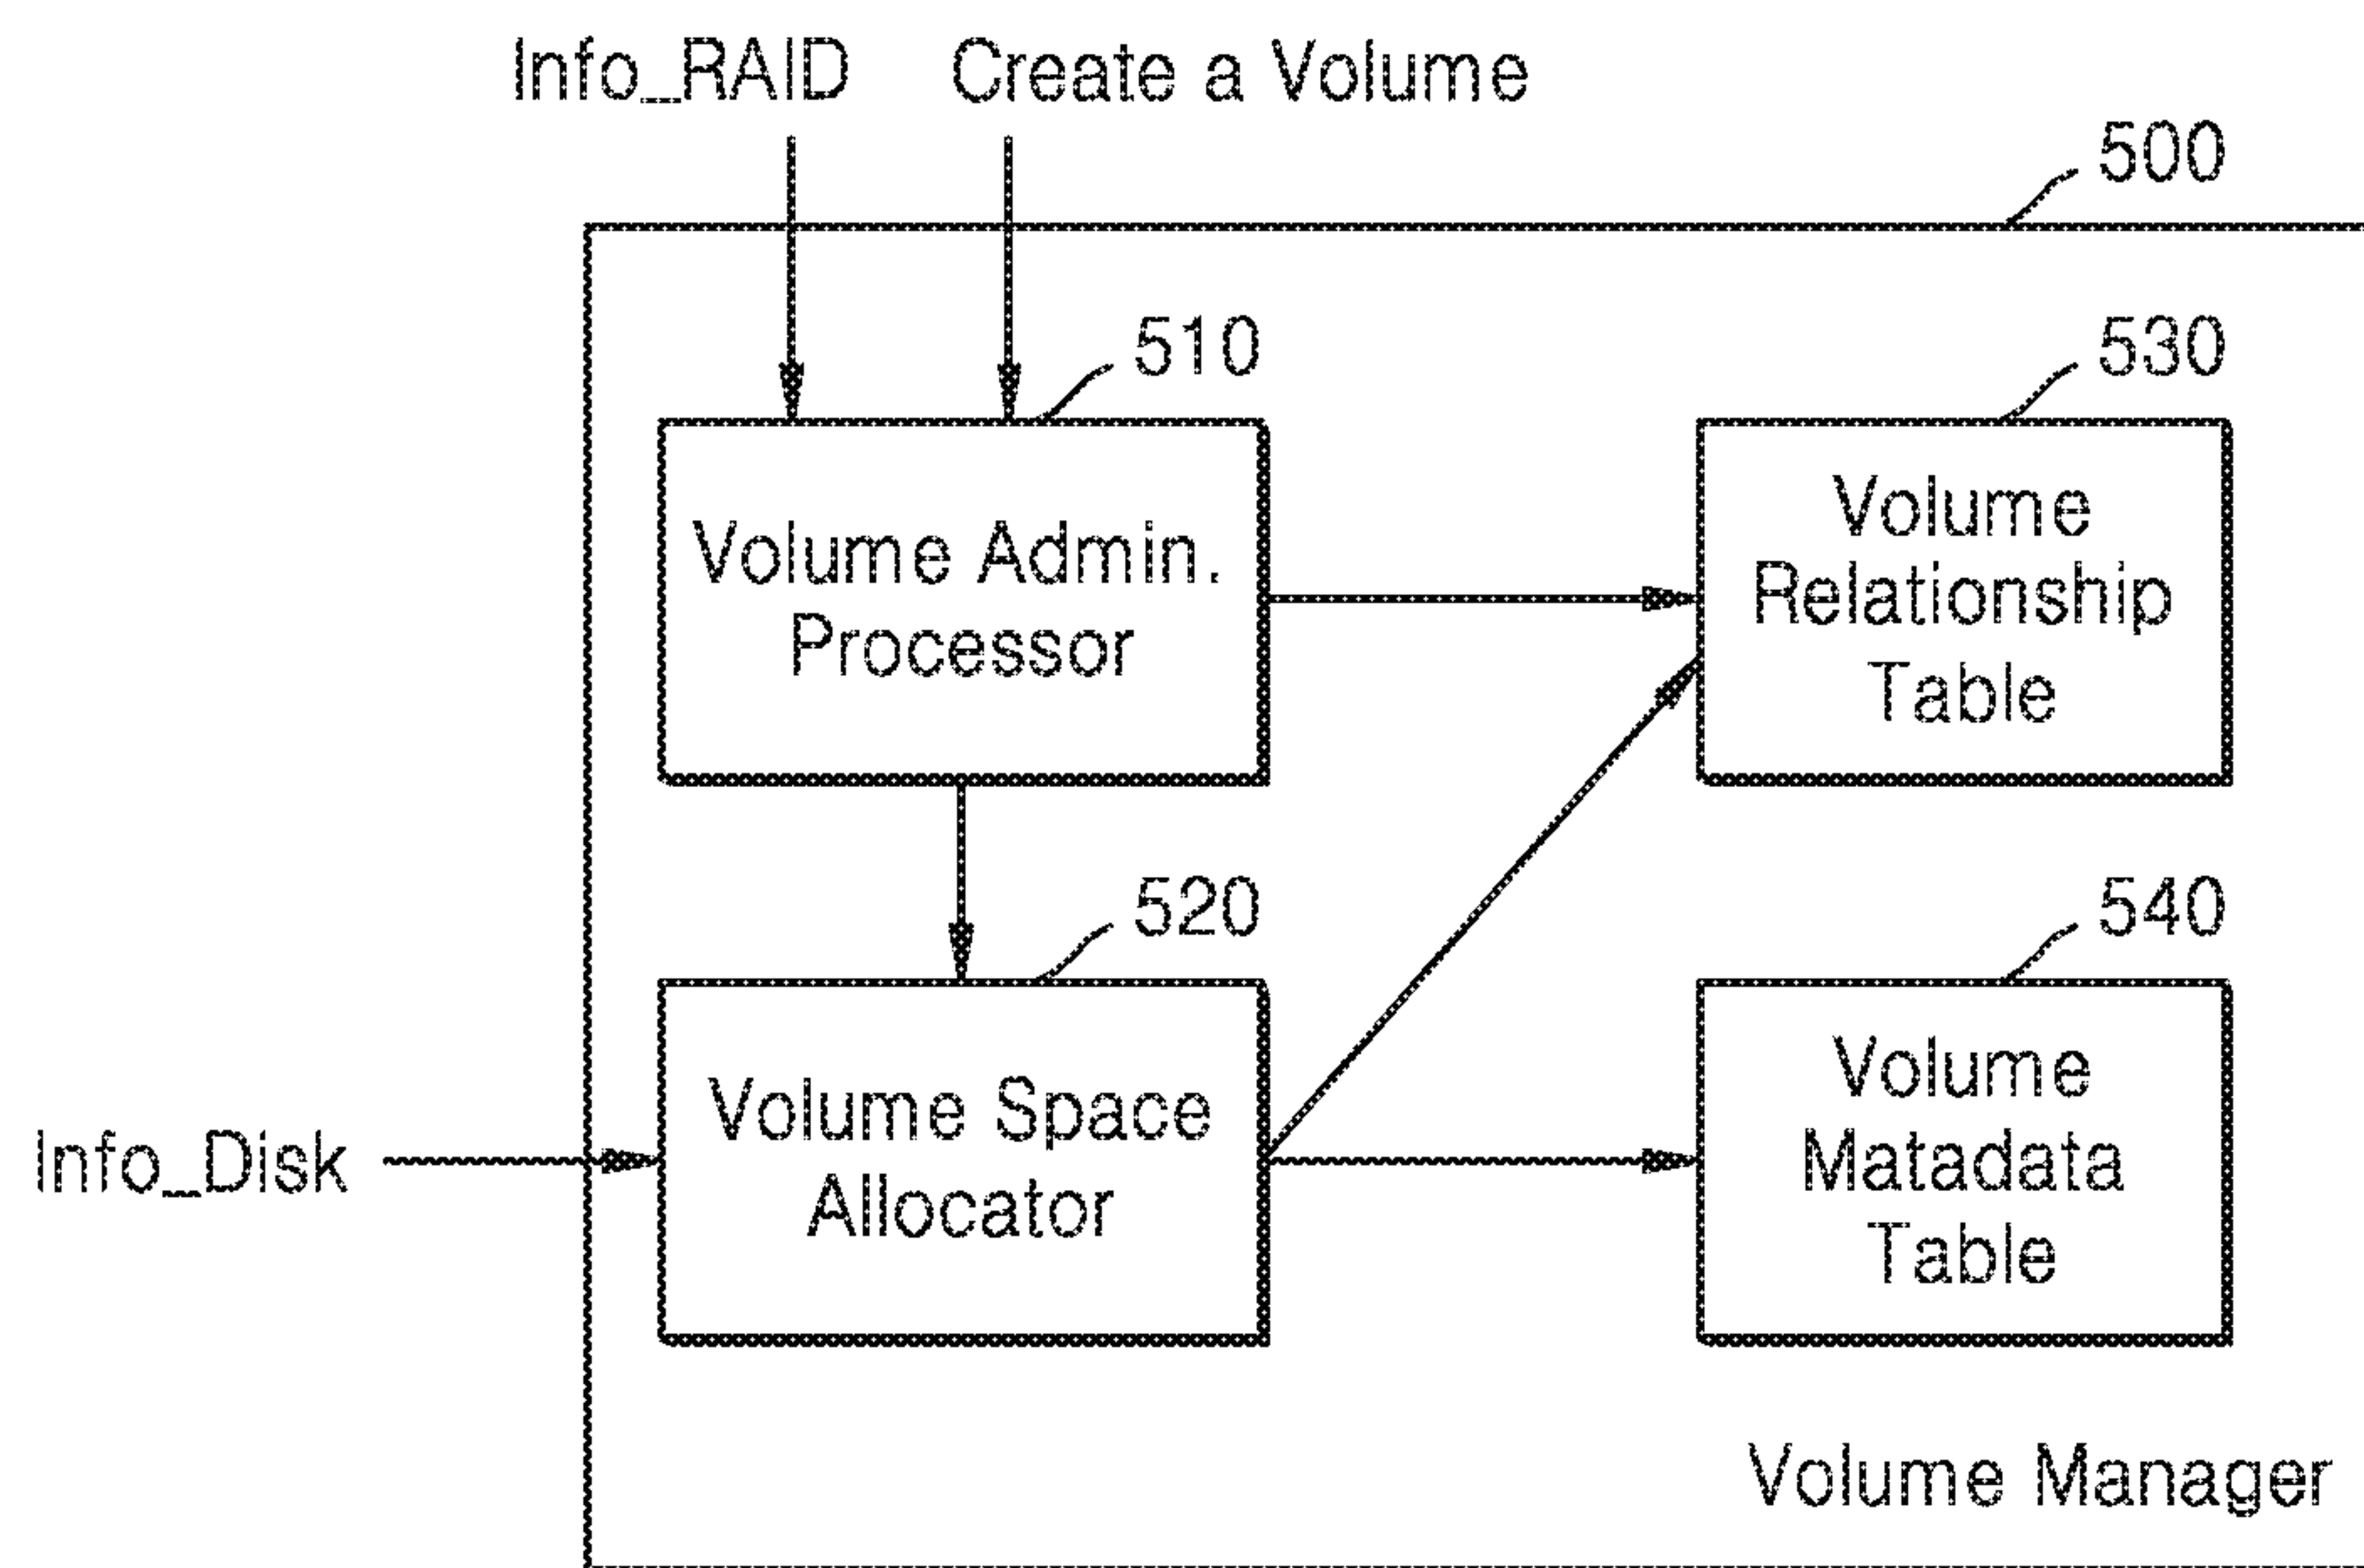 Info_RAID Create a Volume
500
510
530
Volume Admin.
Processor
Volume
Relationship
Table
520
540
Info_Disk
Volume Space
Allocator
Volume
Matadata
Table
Volume Manager